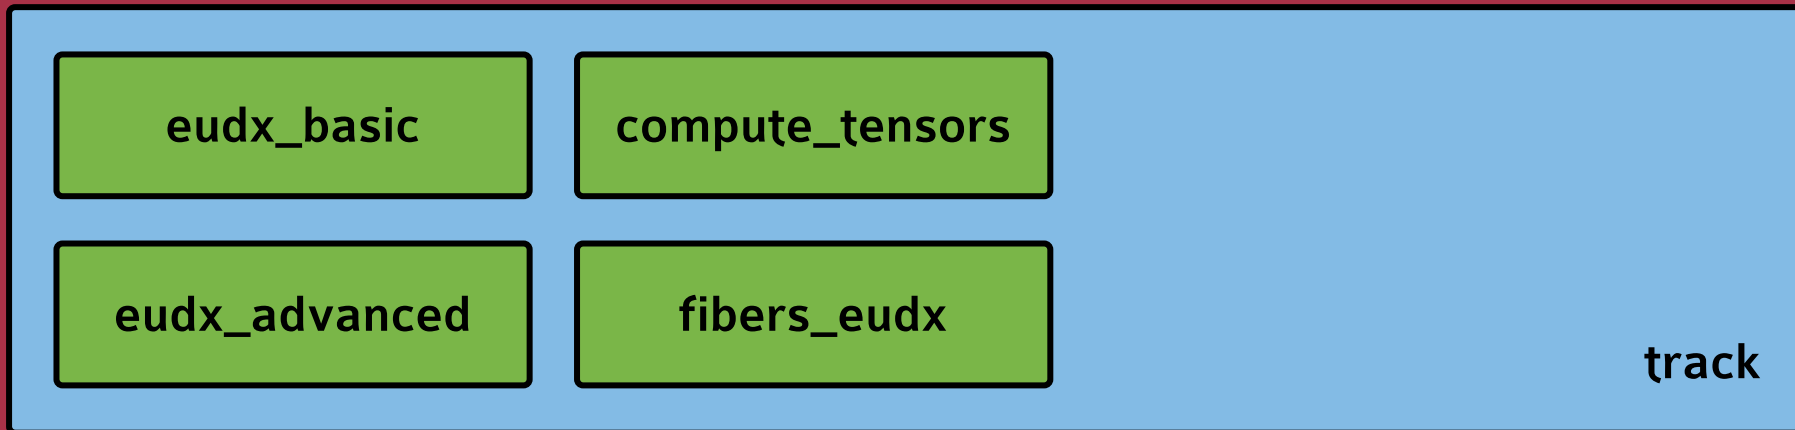 eudx_basic
compute_tensors
eudx_advanced
fibers_eudx
track